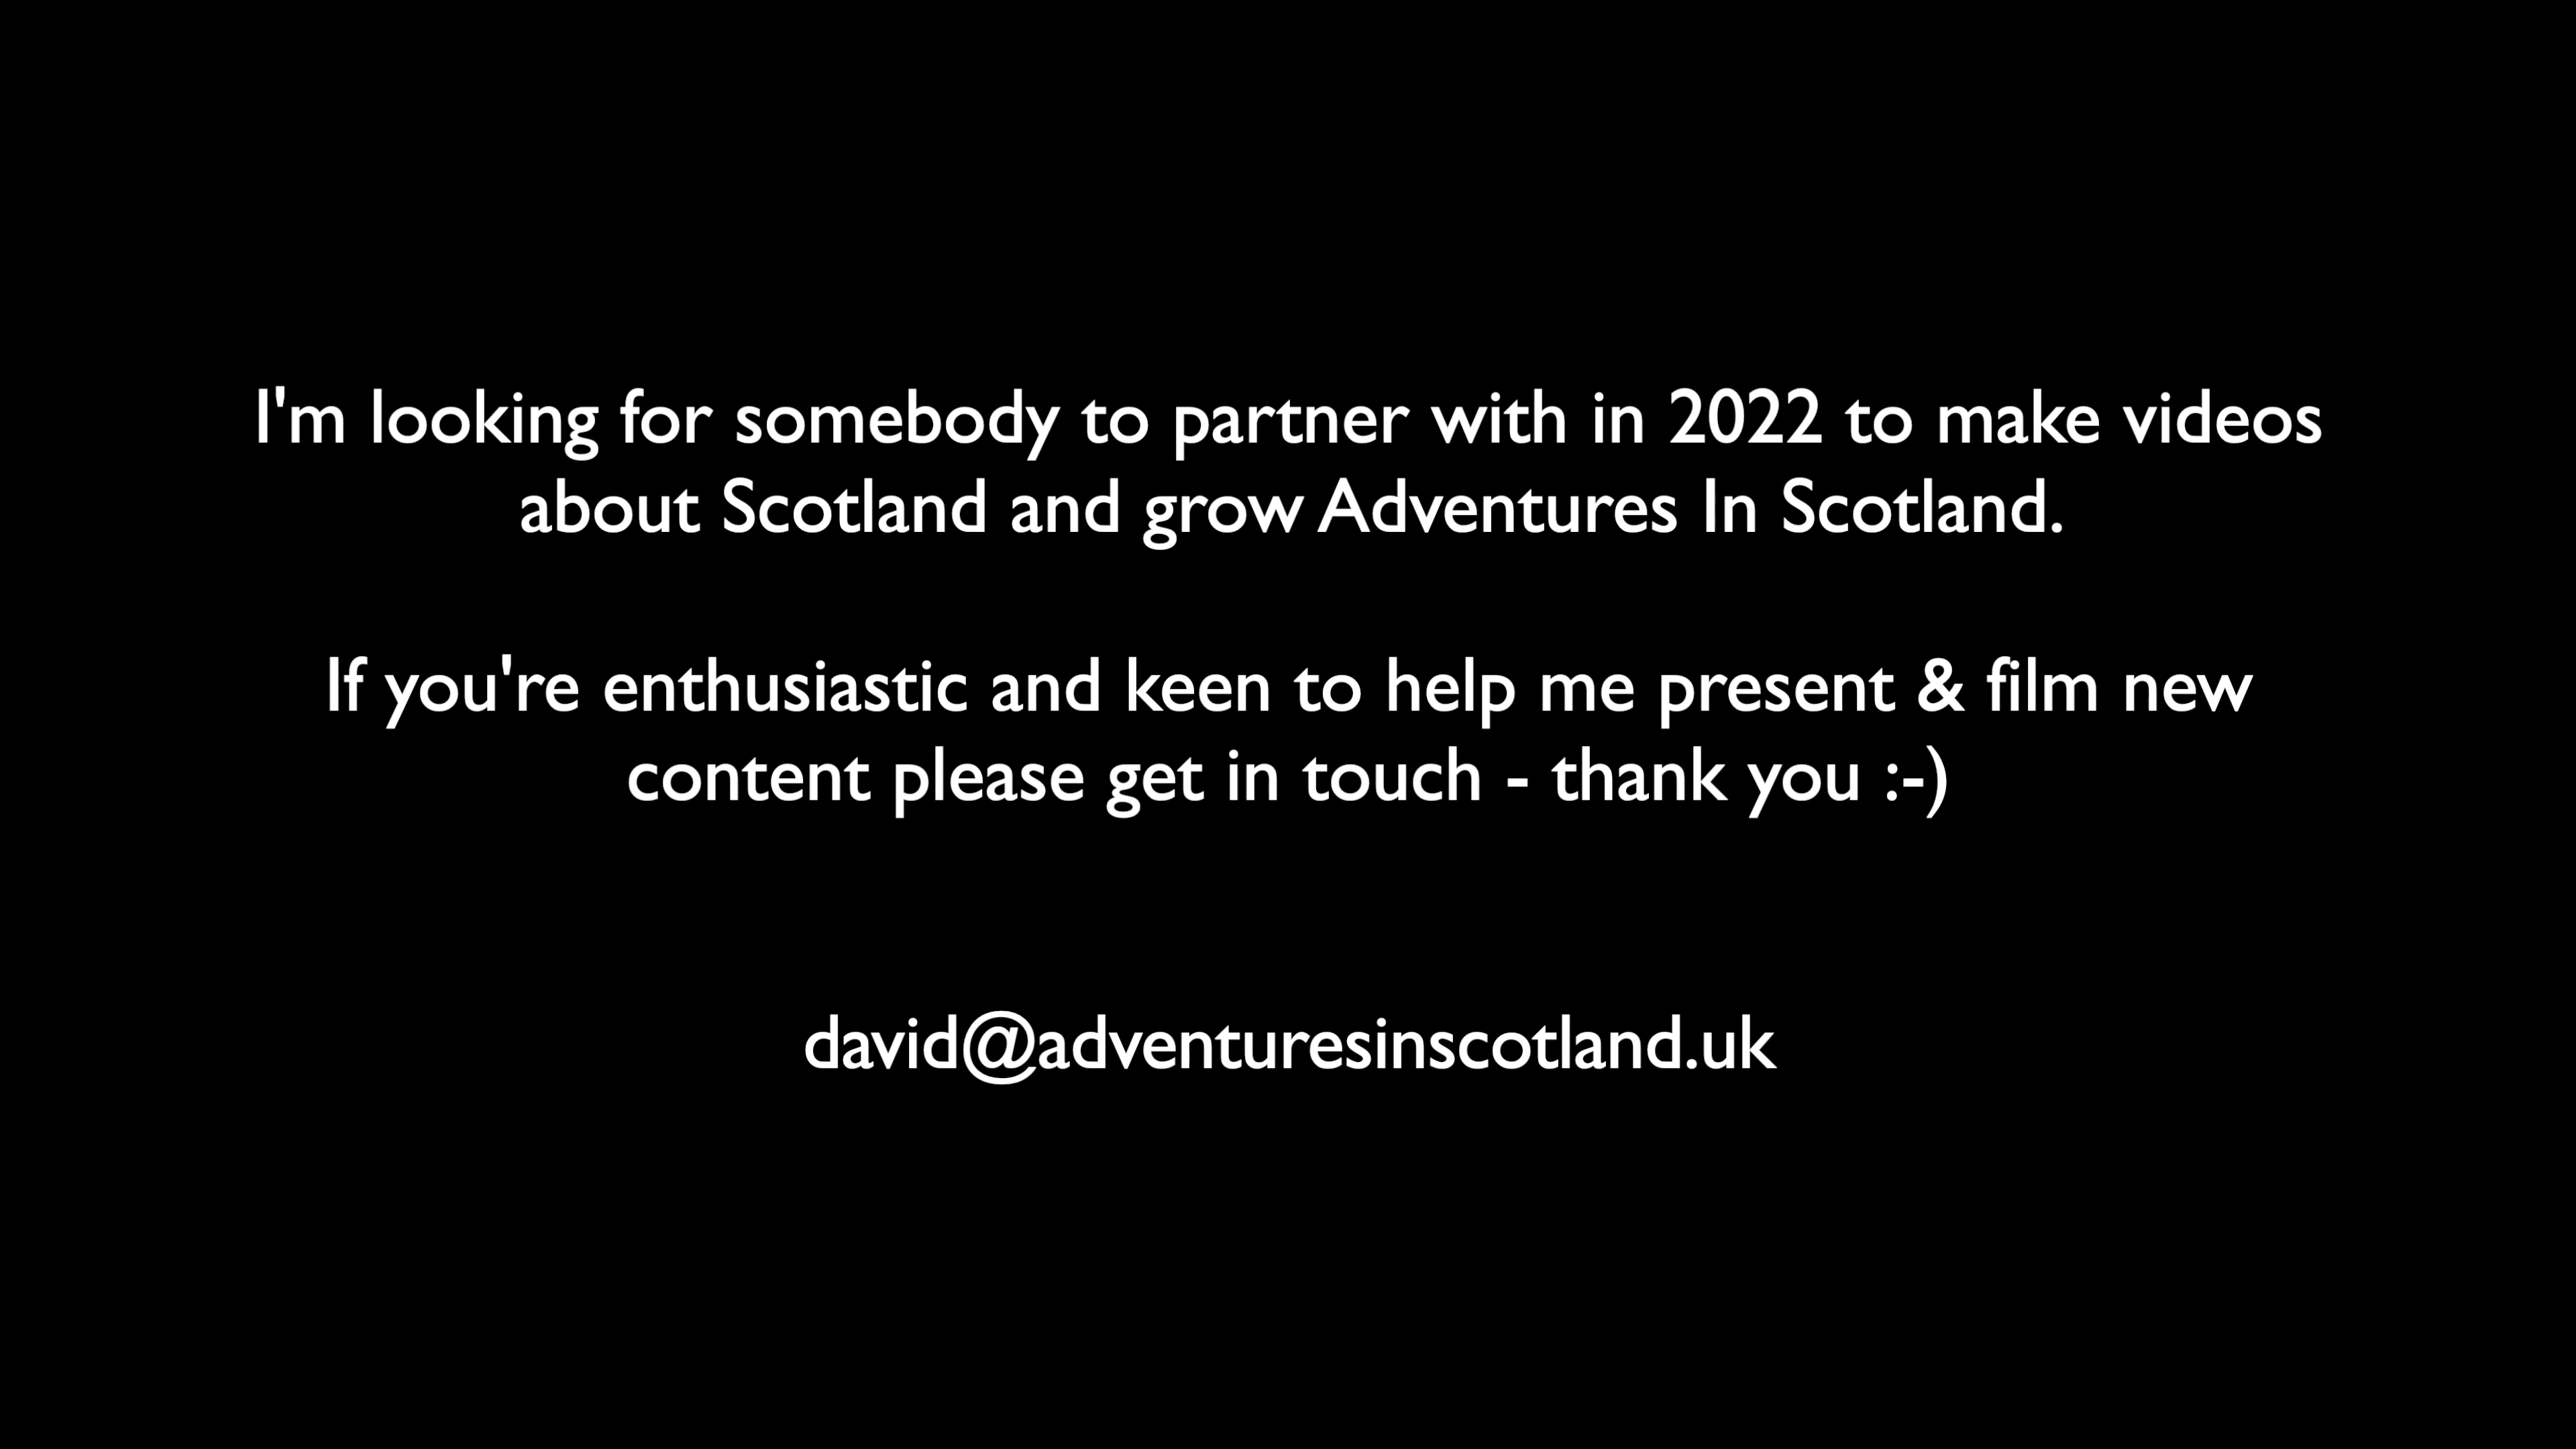 I'm looking for somebody to partner with in 2022 to make videos
about Scotland and grow Adventures In Scotland.
If you're enthusiastic and keen to help me present & film new
content please get in touch - thank you :-)
david@adventuresinscotland.uk